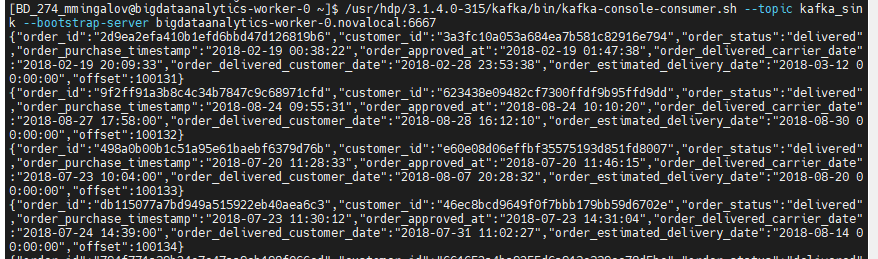 [BD_274_mmingalov@bigdataanalytics-worker-0 ~]$ /usr/hdp/3.1.4.0-315/kafka/bin/kafka-console-consumer.sh --topic kafka_sin
k --bootstrap-server bigdataanalytics-worker-0.novalocal:6667
{"order_id":"2d9ea2efa410b1efd6bbd47d126819b6","customer_id":"3a3fc10a053a684ea7b581c82916e794","order_status":"delivered"
,"order_purchase_timestamp":"2018-02-19 00:38:22","order_approved_at":"2018-02-19 01:47:38","order_delivered_carrier_date"
:"2018-02-19 20:09:33","order_delivered_customer_date":"2018-02-28 23:53:38","order_estimated_delivery_date":"2018-03-12 0
0:00:00","offset":100131}
{"order_id":"9f2ff91a3b8c4c34b7847c9c68971cfd","customer_id":"623438e09482cf7300ffdf9b95ffd9dd","order_status":"delivered"
,"order_purchase_timestamp":"2018-08-24 09:55:31","order_approved_at":"2018-08-24 10:10:20","order_delivered_carrier_date"
:"2018-08-27 17:58:00","order_delivered_customer_date":"2018-08-28 16:12:10","order_estimated_delivery_date":"2018-08-30 0
0:00:00","offset":100132}
{"order_id":"498a0b00b1c51a95e61baebf6379d76b","customer_id":"e60e08d06effbf35575193d851fd8007","order_status":"delivered"
,"order_purchase_timestamp":"2018-07-20 11:28:33","order_approved_at":"2018-07-20 11:46:15","order_delivered_carrier_date"
:"2018-07-23 10:04:00","order_delivered_customer_date":"2018-08-07 20:28:32","order_estimated_delivery_date":"2018-08-20 0
0:00:00","offset":100133}
{"order_id":"db115077a7bd949a515922eb40aea6c3","customer_id":"46ec8bcd9649f0f7bbb179bb59d6702e","order_status":"delivered"
,"order_purchase_timestamp":"2018-07-23 11:30:12","order_approved_at":"2018-07-23 14:31:04","order_delivered_carrier_date"
:"2018-07-24 14:39:00","order_delivered_customer_date":"2018-07-31 11:02:27","order_estimated_delivery_date":"2018-08-14 0
0:00:00","offset":100134}